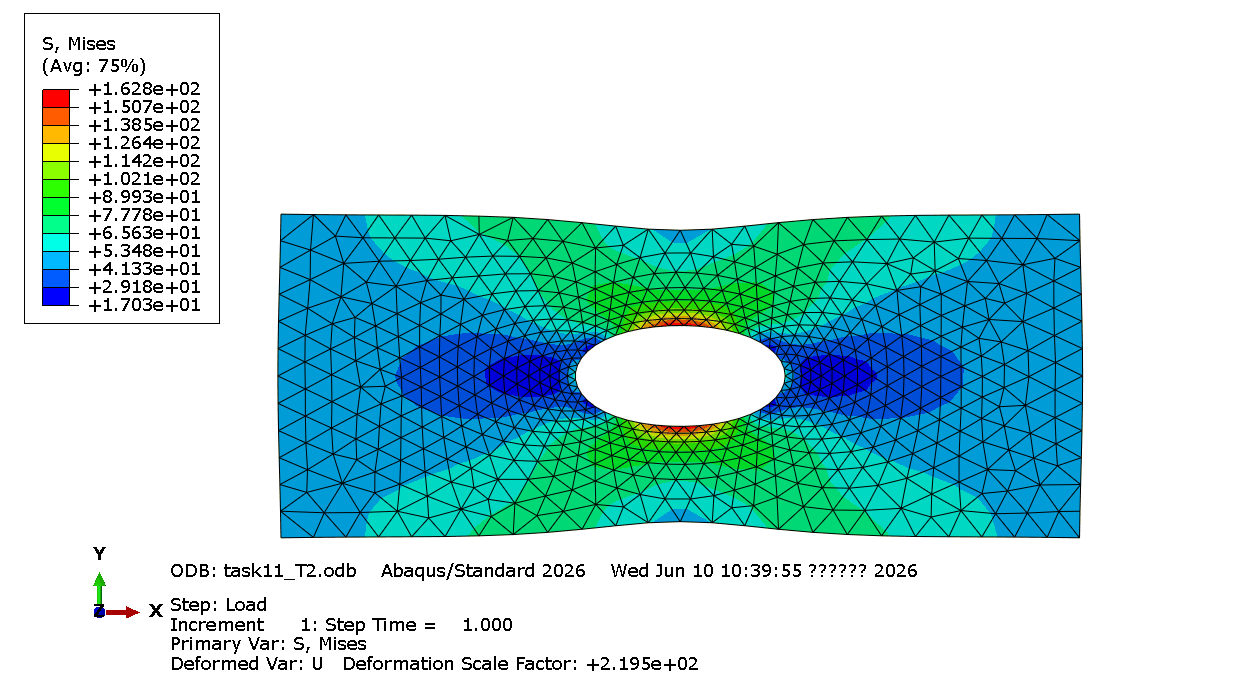 S, Mises
(Avg: 75%)
+1.628e+02
+1.507e+02
+1.385e+02
+1.264e+02
+1.142e+02
+1.021e+02
+8.993e+01
+7.778e+01
+6.563e+01
+5.348e+01
+4.133e+01
+2.918e+01
+1.703e+01
Y
Z X
ODB: task11_T2.odb Abaqus/Standard 2026 Wed Jun 10 10:39:55 ?????? 2026
Step: Load
Increment 1: Step Time = 1.000
Primary Var: S, Mises
Deformed Var: U Deformation Scale Factor: +2.195e+02